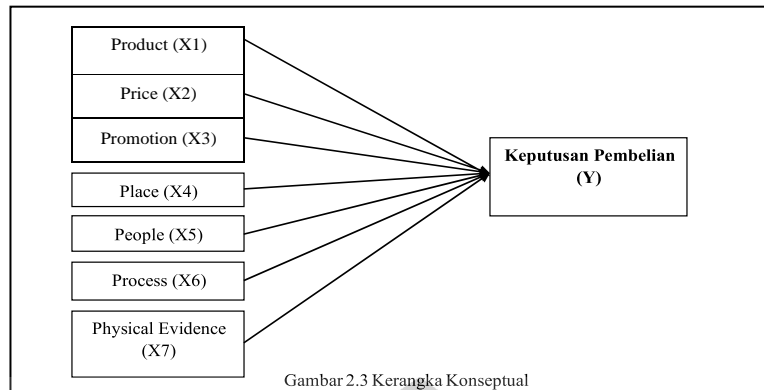 Product (X1)
Price (X2)
Promotion (X3)
Place (X4)
People (X5)
Process (X6)
Physical Evidence
(X7)
Keputusan Pembelian
(Y)
Gambar 2.3 Kerangka Konseptual